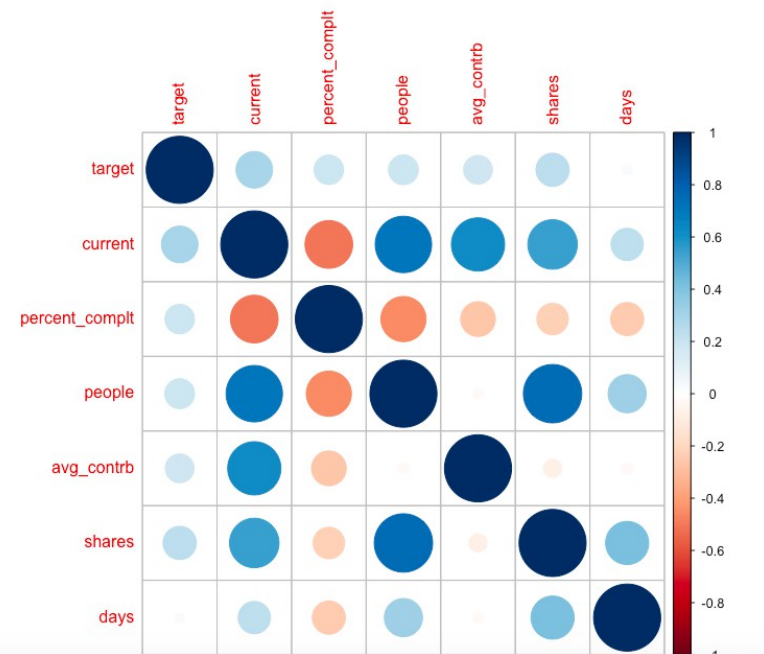 target
current
percent_complt
people
avg_contrb
shares
days
target
current
percent_complt
people
avg_contrb
shares
days
1
0.8
0.6
0.4
0.2
0
-0.2
-0.4
-0.6
-0.8